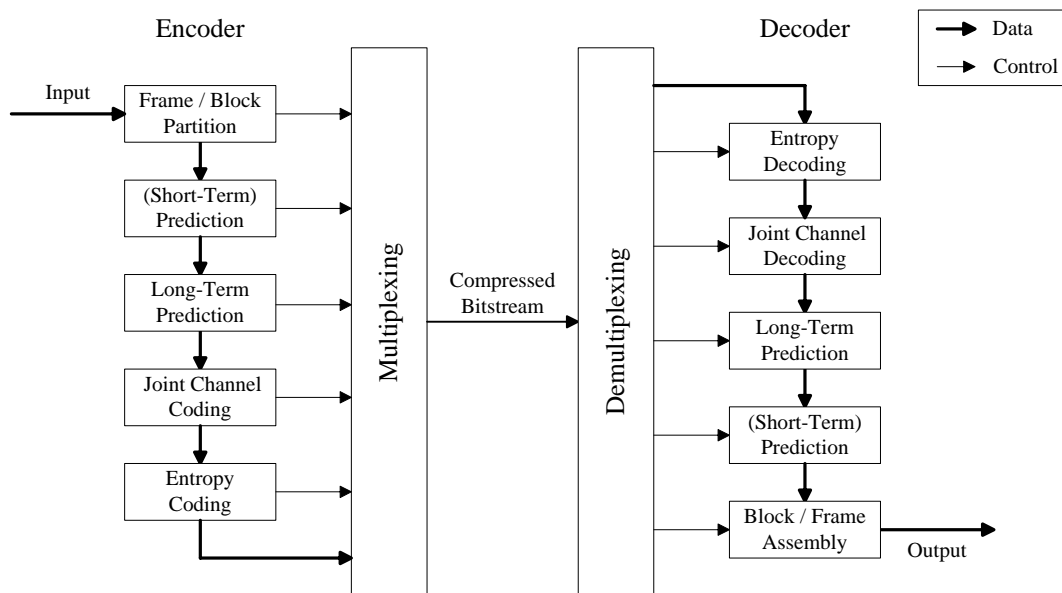 Encoder
Decoder
Data
Control
Input
Frame / Block
Partition
(Short-Term)
Prediction
Long-Term
Prediction
Joint Channel
Coding
Entropy
Coding
Multiplexing
Compressed
Bitstream
Demultiplexing
Entropy
Decoding
Joint Channel
Decoding
Long-Term
Prediction
(Short-Term)
Prediction
Block / Frame
Assembly
Output